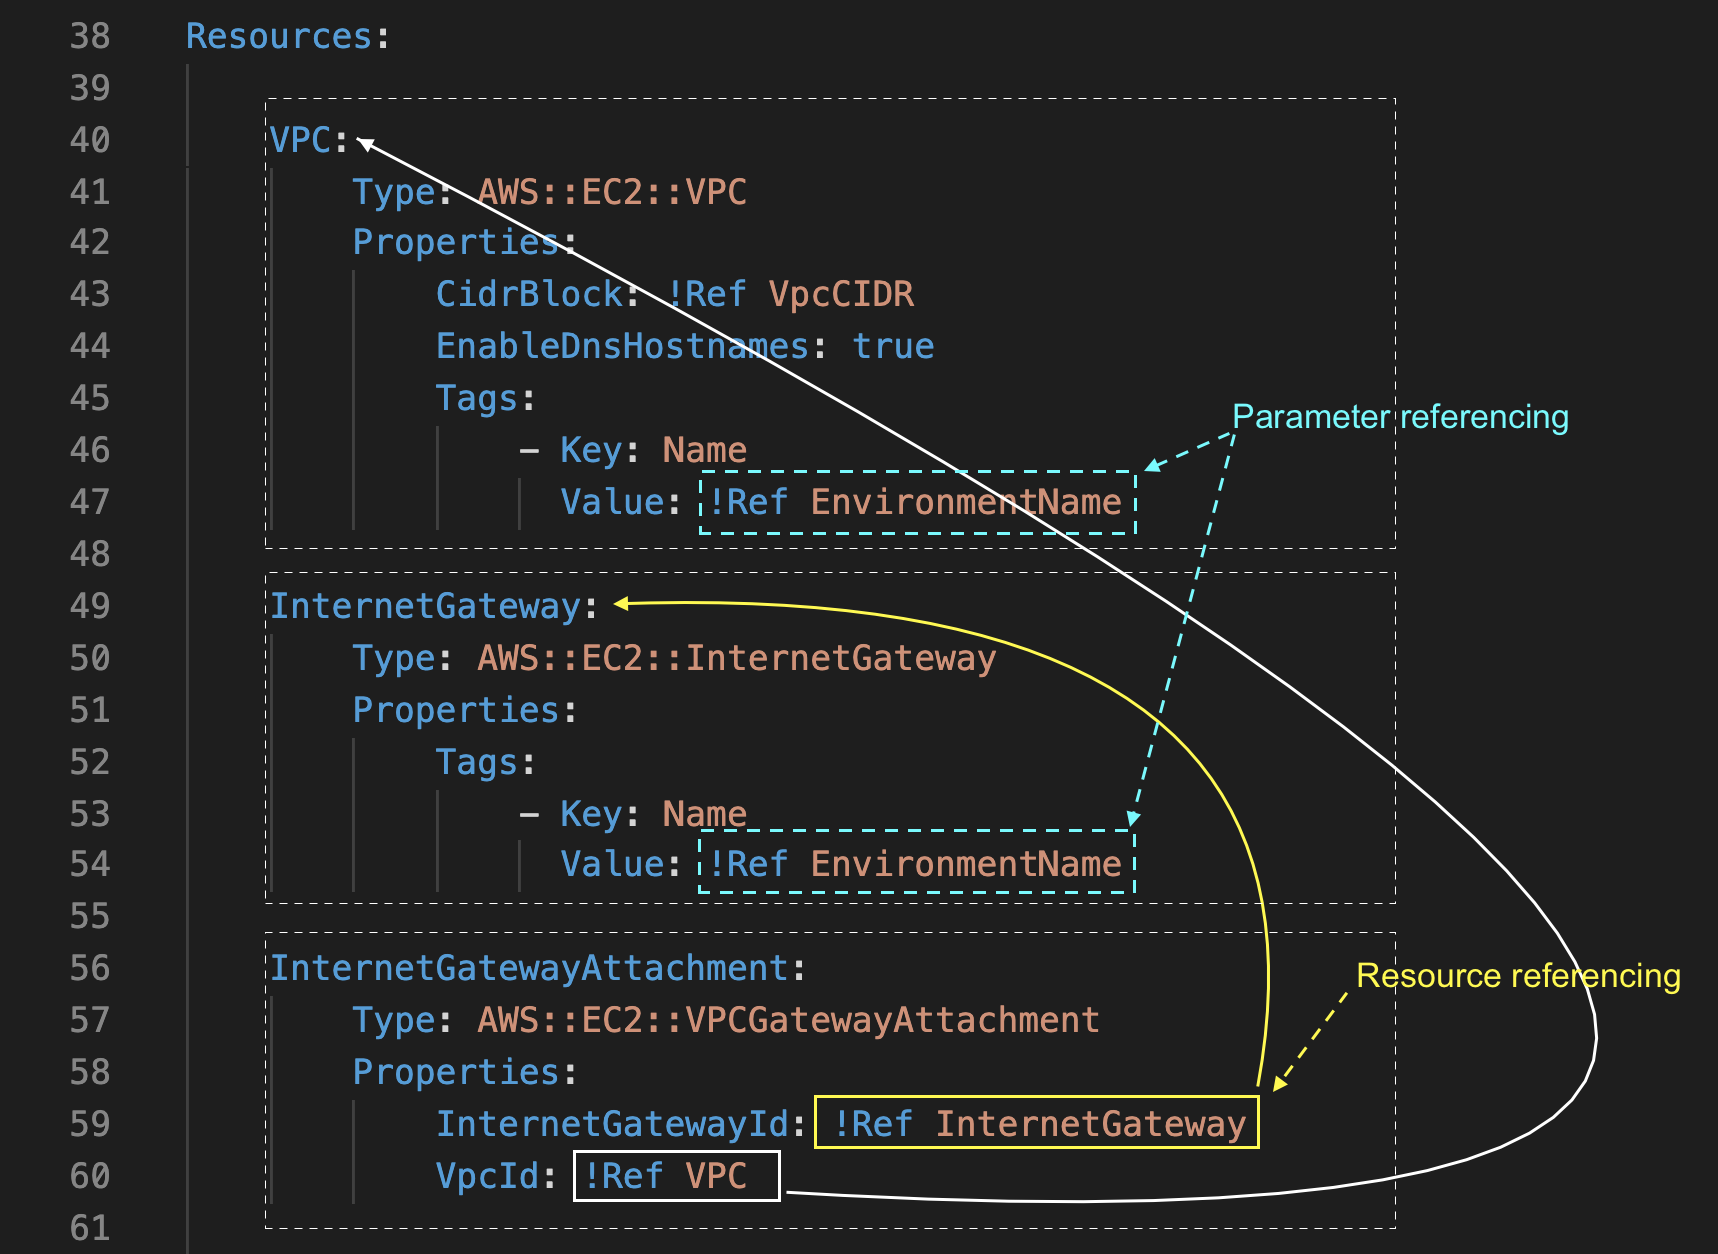 38 Resources:
39
40 VPC:
41 Type: AWS::EC2::VPC
42 Properties:
43 CidrBlock: !Ref VpcCIDR
44 EnableDnsHostnames: true
45 Tags:
Parameter referencing
46 - Key: Name
47 Value: !Ref EnvironmentName
48
49 InternetGateway:
50 Type: AWS::EC2::InternetGateway
51 Properties:
52 Tags:
53 - Key: Name
54 Value: !Ref EnvironmentName
55
56 InternetGatewayAttachment:
Resource referencing
57 Type: AWS::EC2::VPCGatewayAttachment
58 Properties:
59 InternetGatewayId: !Ref InternetGateway
60 VpcId: !Ref VPC
61